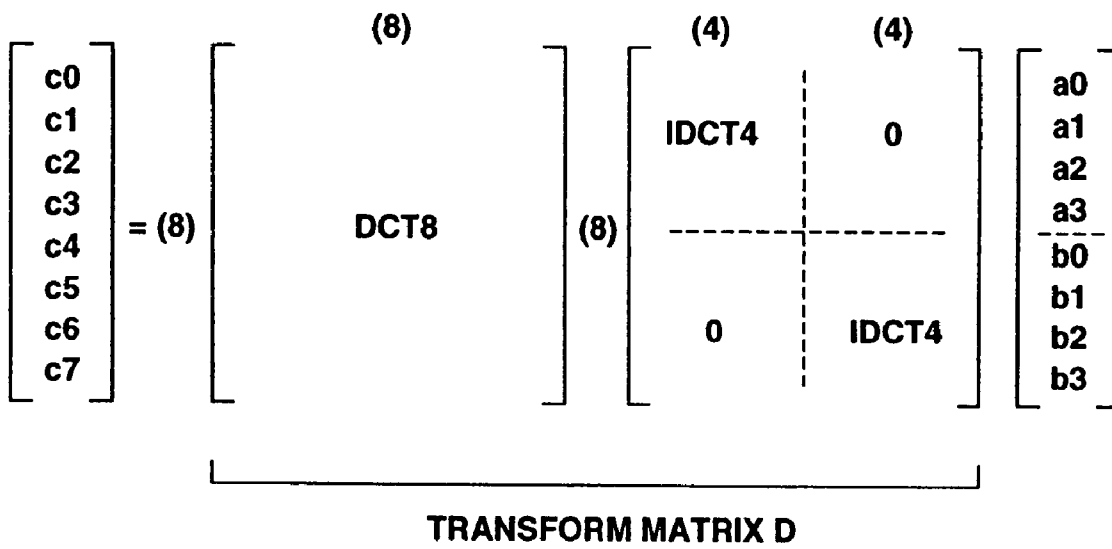 (8) (4) (4)
c0 a0
c1 IDCT4 0 a1
c2 a2
c3 a3
= (8) DCT8 (8)
c4 b0
c5 b1
c6 0 IDCT4 b2
c7 b3
TRANSFORM MATRIX D